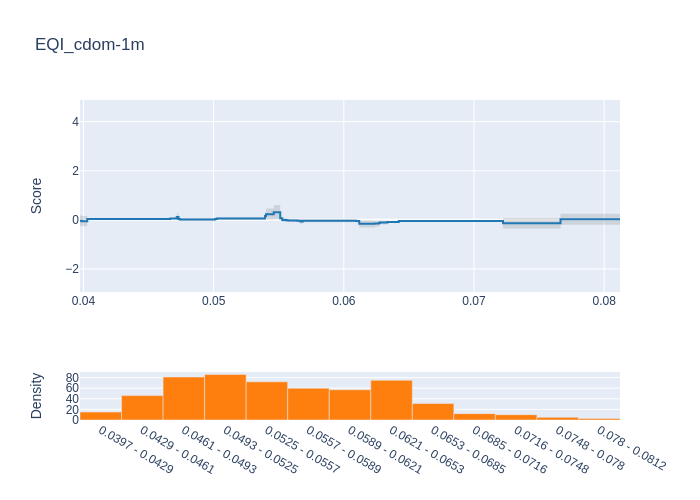 EQI_cdom-1m
Score
4
2
0
−2
0.04 0.05 0.06 0.07 0.08
Density
80
60
40
20
0
0.0397 - 0.0429
0.0429 - 0.0461
0.0461 - 0.0493
0.0493 - 0.0525
0.0525 - 0.0557
0.0557 - 0.0589
0.0589 - 0.0621
0.0621 - 0.0653
0.0653 - 0.0685
0.0685 - 0.0716
0.0716 - 0.0748
0.0748 - 0.078
0.078 - 0.0812